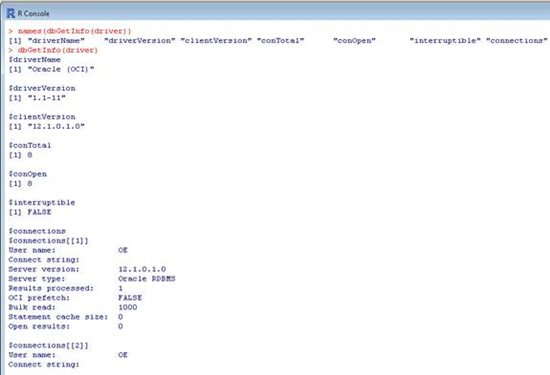 R Console
> names(dbGetInfo(driver))
[1] "driverName" "driverVersion" "clientVersion" "conTotal" "conOpen" "interruptible" "connections"
> dbGetInfo(driver)
$driverName
[1] "Oracle (OCI)"
$driverVersion
[1] "1.1-11"
$clientVersion
[1] "12.1.0.1.0"
$conTotal
[1] 8
$conOpen
[1] 8
$interruptible
[1] FALSE
$connections
$connections[[1]]
User name: OE
Connect string:
Server version: 12.1.0.1.0
Server type: Oracle RDBMS
Results processed: 1
OCI prefetch: FALSE
Bulk read: 1000
Statement cache size: 0
Open results: 0
$connections[[2]]
User name: OE
Connect string: